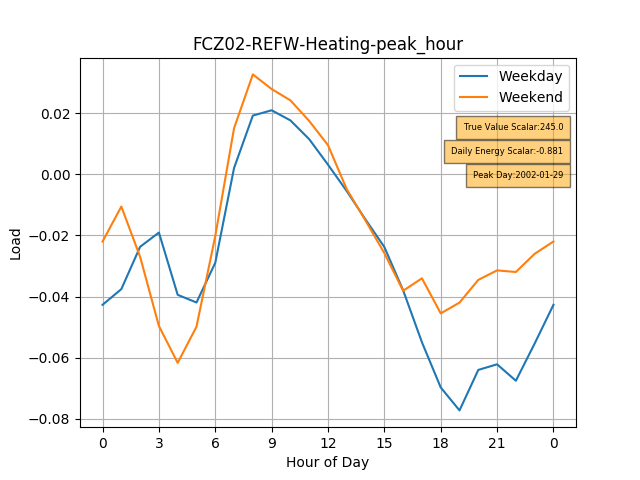 FCZ02-REFW-Heating-peak_hour
Weekday
Weekend
True Value Scalar:245.0
Daily Energy Scalar:-0.881
Peak Day:2002-01-29
Load
0.02
0.00
−0.02
−0.04
−0.06
−0.08
0 3 6 9 12 15 18 21 0
Hour of Day